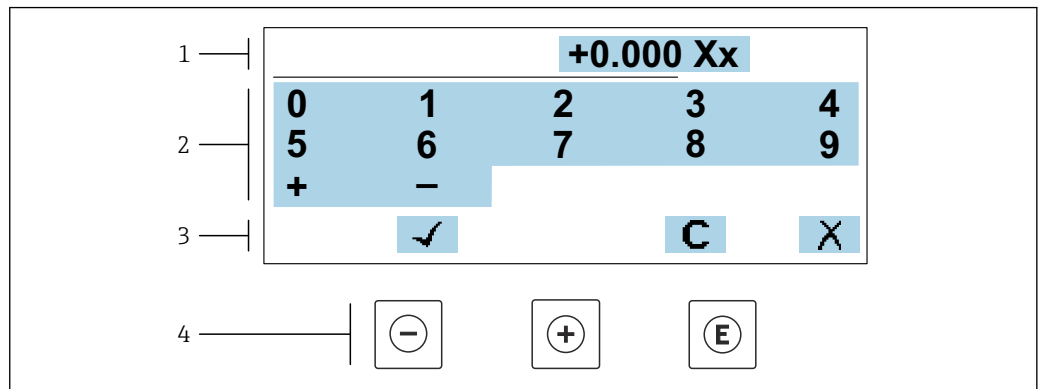 1 +0.000 Xx
0 1 2 3 4
2 5 6 7 8 9
+ −
3 ✓ C X
4 − + E